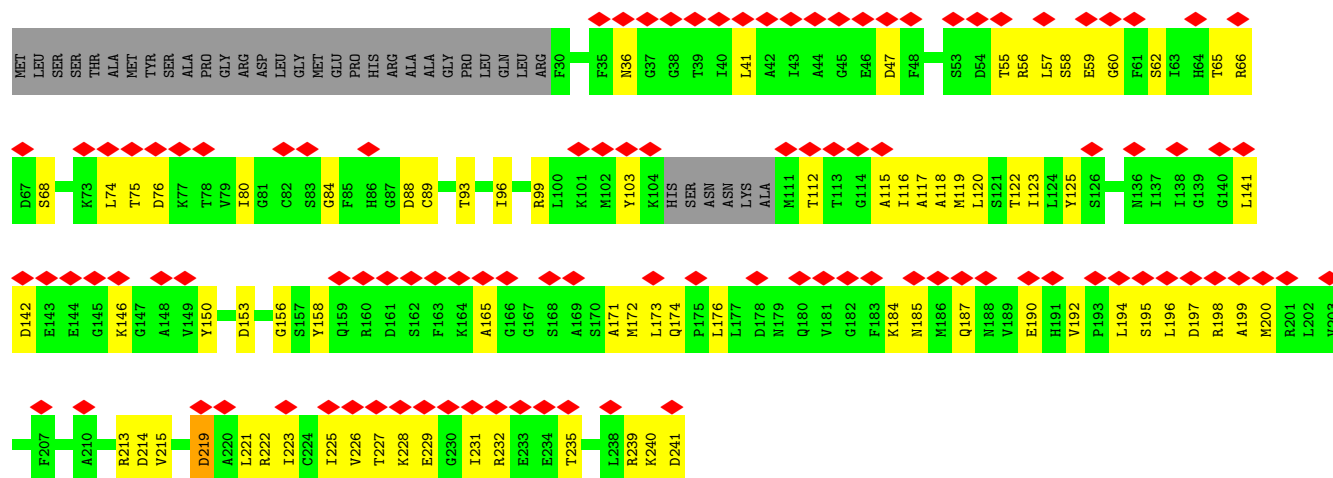 MET LEU SER SER THR ALA MET TYR SER ALA PRO GLY ARG ASP LEU GLY MET GLU PRO HIS ARG ALA ALA GLY PRO LEU GLN LEU ARG F30 F35 N36 G37 G38 T39 I40 L41 A42 I43 A44 G45 E46 D47 F48 S53 D54 T55 R56 L57 S58 E59 G60 F61 S62 I63 H64 T65 R66
D67 S68 K73 L74 T75 D76 K77 T78 V79 I80 G81 C82 S83 G84 F85 H86 G87 D88 C89 T93 I96 R99 L100 K101 M102 Y103 K104 HIS SER ASN ASN LYS ALA M111 T112 T113 G114 A115 I116 A117 A118 M119 L120 S121 T122 I123 L124 Y125 S126 N136 I137 I138 G139 G140 L141
D142 E143 E144 G145 K146 G147 A148 V149 Y150 D153 G156 S157 Y158 Q159 R160 D161 S162 F163 K164 A165 G166 G167 S168 A169 S170 A171 M172 L173 Q174 P175 L176 L177 D178 N179 Q180 V181 G182 F183 K184 N185 M186 Q187 N188 V189 E190 H191 V192 P193 L194 S195 L196 D197 R198 A199 M200 R201 L202 V203
F207 A210 R213 D214 V215 D219 A220 L221 R222 I223 C224 I225 V226 T227 K228 E229 G230 I231 R232 E233 E234 T235 L238 R239 K240 D241